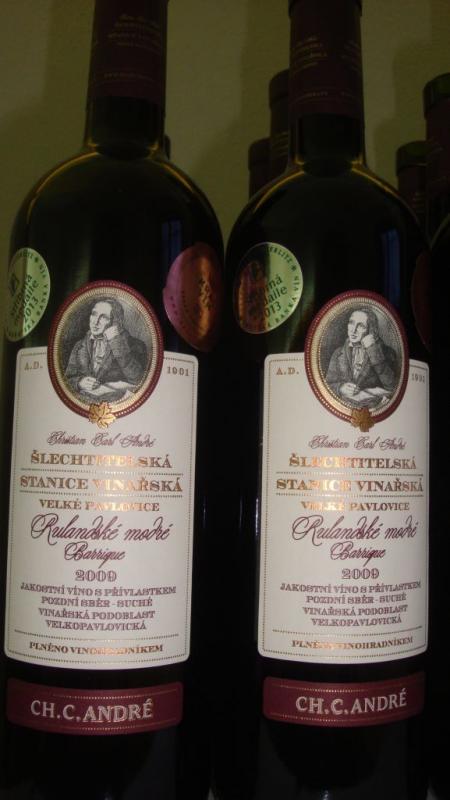 A.D. 1901
Christian Carl André
ŠLECHTITELSKÁ
STANICE VINAŘSKÁ
VELKÉ PAVLOVICE
Rulandské modré
Barrique
2009
JAKOSTNÍ VÍNO S PŘÍVLASTKEM
POZDNÍ SBĚR - SUCHÉ
VINAŘSKÁ PODOBLAST
VELKOPAVLOVICKÁ
PLNĚNO VINOHRADNÍKEM
CH.C.ANDRÉ
2013
A.D. 1901
Christian Carl André
ŠLECHTITELSKÁ
STANICE VINAŘSKÁ
VELKÉ PAVLOVICE
Rulandské modré
Barrique
2009
JAKOSTNÍ VÍNO S PŘÍVLASTKEM
POZDNÍ SBĚR - SUCHÉ
VINAŘSKÁ PODOBLAST
VELKOPAVLOVICKÁ
PLNĚNO VINOHRADNÍKEM
CH.C.ANDRÉ